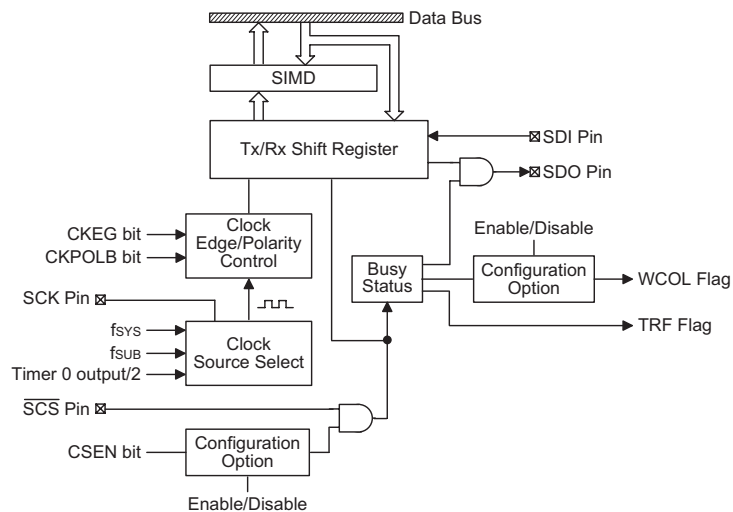 Data Bus
SIMD
Tx/Rx Shift Register
SDI Pin
SDO Pin
CKEG bit
CKPOLB bit
Clock
Edge/Polarity
Control
Enable/Disable
Busy
Status
Configuration
Option
WCOL Flag
TRF Flag
SCK Pin
fSYS
fSUB
Timer 0 output/2
Clock
Source Select
SCS Pin
CSEN bit
Configuration
Option
Enable/Disable